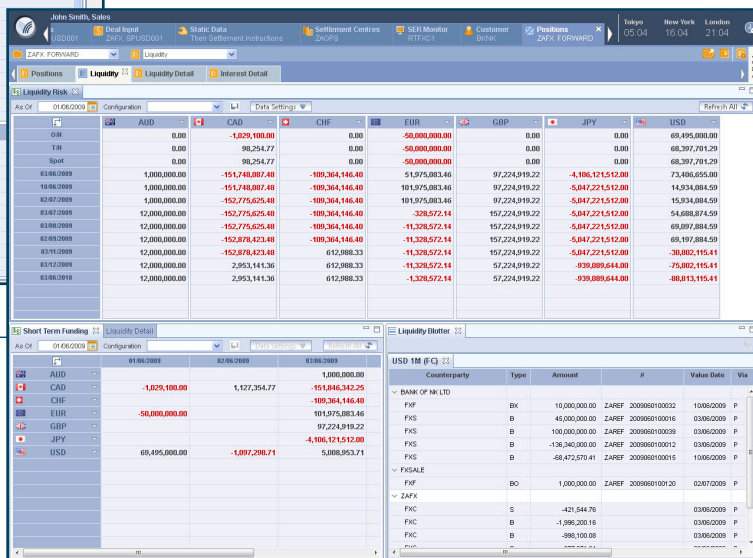 John Smith, Sales
Deal Input Static Data Settlement Centres SER Monitor Customer Positions Tokyo New York London
USD001 ZAFX SPUSD001 Their Settlement Instructions ZAOPS RTFXC1 BKNK ZAFX FORWARD 05:04 16:04 21:04
ZAFX FORWARD Liquidity
Positions Liquidity Liquidity Detail Interest Detail
Liquidity Risk
As Of 01/06/2009 Configuration Data Settings Refresh All
AUD CAD CHF EUR GBP JPY USD
O/N 0.00 -1,029,100.00 0.00 -50,000,000.00 0.00 0.00 69,495,000.00
T/N 0.00 98,254.77 0.00 -50,000,000.00 0.00 0.00 68,397,701.29
Spot 0.00 98,254.77 0.00 -50,000,000.00 0.00 0.00 68,397,701.29
03/06/2009 1,000,000.00 -151,748,087.48 -109,364,146.40 51,975,083.46 97,224,919.22 -4,106,121,512.00 73,406,655.00
10/06/2009 1,000,000.00 -151,748,087.48 -109,364,146.40 101,975,083.46 97,224,919.22 -5,047,221,512.00 14,934,084.59
02/07/2009 1,000,000.00 -152,775,625.48 -109,364,146.40 101,975,083.46 97,224,919.22 -5,047,221,512.00 15,934,084.59
03/07/2009 12,000,000.00 -152,775,625.48 -109,364,146.40 -328,572.14 157,224,919.22 -5,047,221,512.00 54,688,874.59
03/08/2009 12,000,000.00 -152,775,625.48 -109,364,146.40 -11,328,572.14 157,224,919.22 -5,047,221,512.00 69,097,884.59
02/09/2009 12,000,000.00 -152,878,423.48 -109,364,146.40 -11,328,572.14 157,224,919.22 -5,047,221,512.00 69,197,884.59
03/11/2009 12,000,000.00 -152,878,423.48 612,988.33 -11,328,572.14 57,224,919.22 -5,047,221,512.00 -30,802,115.41
03/12/2009 12,000,000.00 2,953,141.36 612,988.33 -11,328,572.14 57,224,919.22 -939,089,644.00 -75,802,115.41
03/06/2010 12,000,000.00 2,953,141.36 612,988.33 -1,328,572.14 57,224,919.22 -939,089,644.00 -88,813,115.41
Short Term Funding Liquidity Detail
As Of 01/06/2009 Configuration Data Settings Refresh All
01/06/2009 02/06/2009 03/06/2009
AUD 1,000,000.00
CAD -1,029,100.00 1,127,354.77 -151,846,342.25
CHF -109,364,146.40
EUR -50,000,000.00 101,975,083.46
GBP 97,224,919.22
JPY -4,106,121,512.00
USD 69,495,000.00 -1,097,298.71 5,008,953.71
Liquidity Blotter
USD 1M (FC)
Counterparty Type Amount # Value Date Via
BANK OF NK LTD
FXF BX 10,000,000.00 ZAREF 2009060100032 10/06/2009 P
FXS B 45,000,000.00 ZAREF 2009060100016 03/06/2009 P
FXS B 100,000,000.00 ZAREF 2009060100039 03/06/2009 P
FXS B -136,340,000.00 ZAREF 2009060100012 03/06/2009 P
FXS B -68,472,570.41 ZAREF 2009060100015 10/06/2009 P
FXSALE
FXF BO 1,000,000.00 ZAREF 2009060100120 02/07/2009 P
ZAFX
FXC S -421,544.76 03/06/2009 P
FXC B -1,996,200.16 03/06/2009 P
FXC B -998,100.08 03/06/2009 P